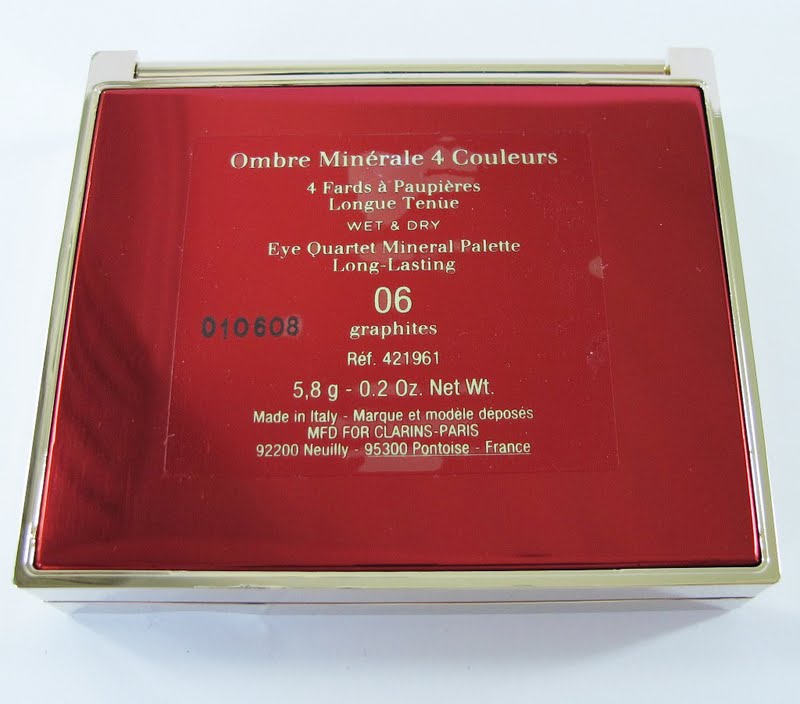 Ombre Minérale 4 Couleurs
4 Fards à Paupières
Longue Tenue
WET & DRY
Eye Quartet Mineral Palette
Long-Lasting
06
010608
graphites
Réf. 421961
5,8 g - 0.2 Oz. Net Wt.
Made in Italy - Marque et modèle déposés
MFD FOR CLARINS-PARIS
92200 Neuilly - 95300 Pontoise - France